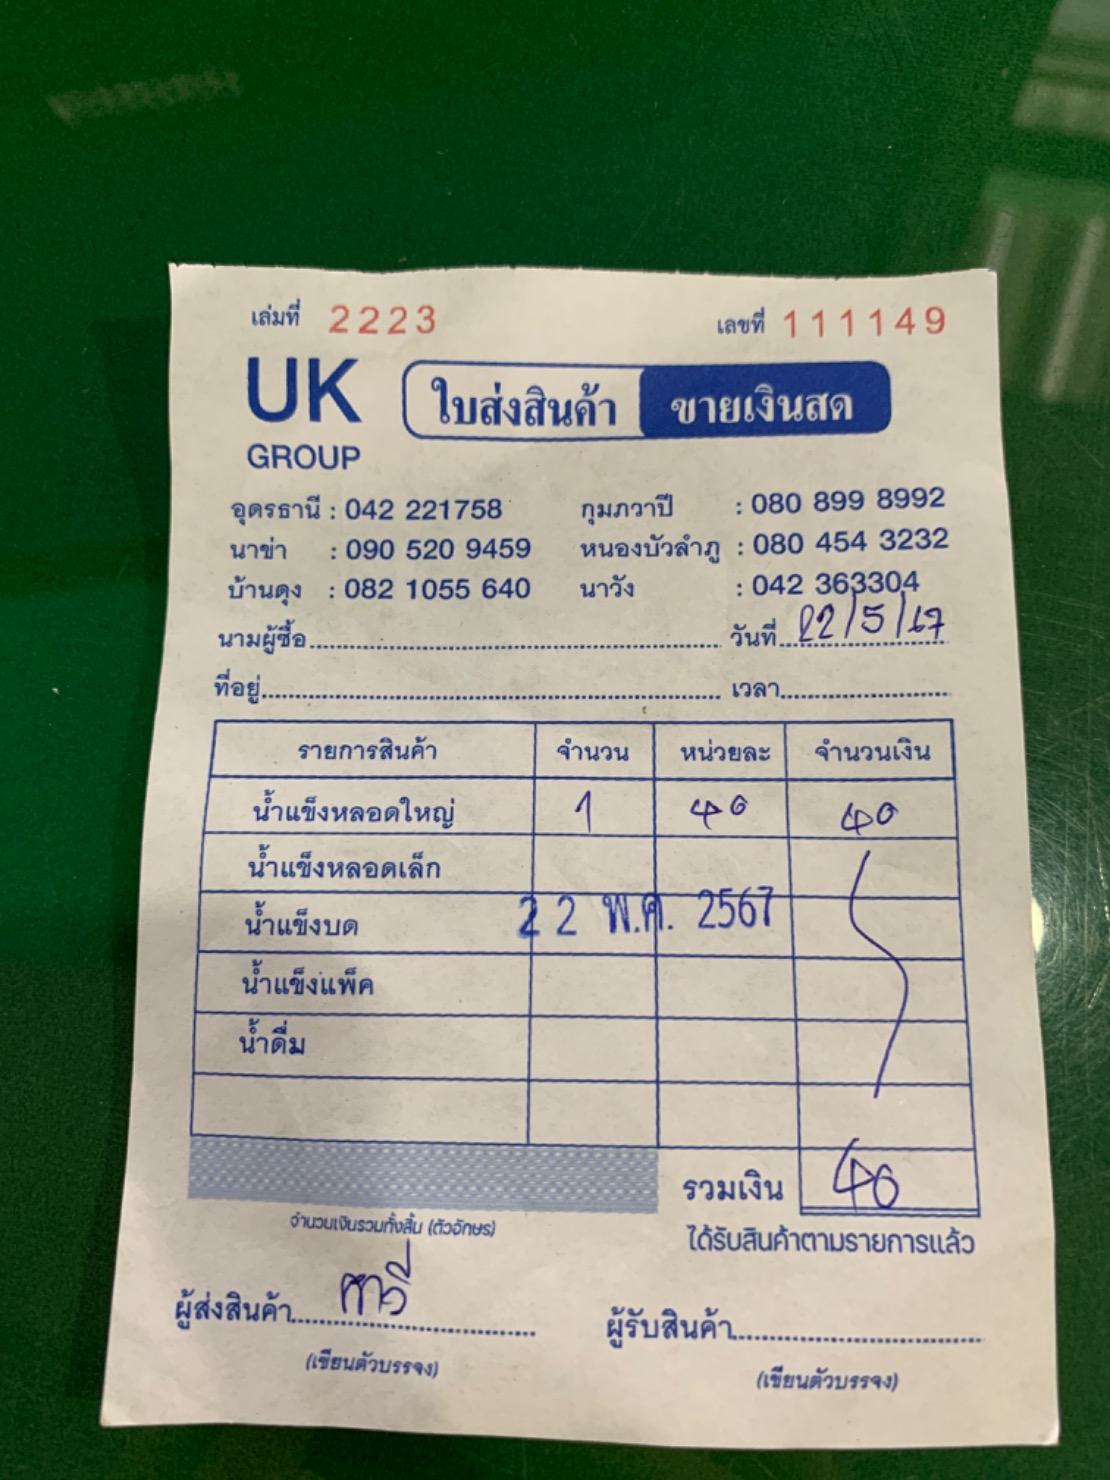 เล่มที่ 2223 เลขที่ 111149
UK GROUP
ใบส่งสินค้า ขายเงินสด
อุดรธานี : 042 221758 กุมภวาปี : 080 899 8992
นาข่า : 090 520 9459 หนองบัวลำภู : 080 454 3232
บ้านดุง : 082 1055 640 นาวัง : 042 363304
นามผู้ซื้อ วันที่ 22/5/67
ที่อยู่ เวลา
รายการสินค้า จำนวน หน่วยละ จำนวนเงิน
น้ำแข็งหลอดใหญ่ 1 40 40
น้ำแข็งหลอดเล็ก
น้ำแข็งบด 22 พ.ค. 2567
น้ำแข็งแพ็ค
น้ำดื่ม
รวมเงิน 40
จำนวนเงินรวมทั้งสิ้น (ตัวอักษร) ได้รับสินค้าตามรายการแล้ว
ผู้ส่งสินค้า ผู้รับสินค้า
(เขียนตัวบรรจง) (เขียนตัวบรรจง)